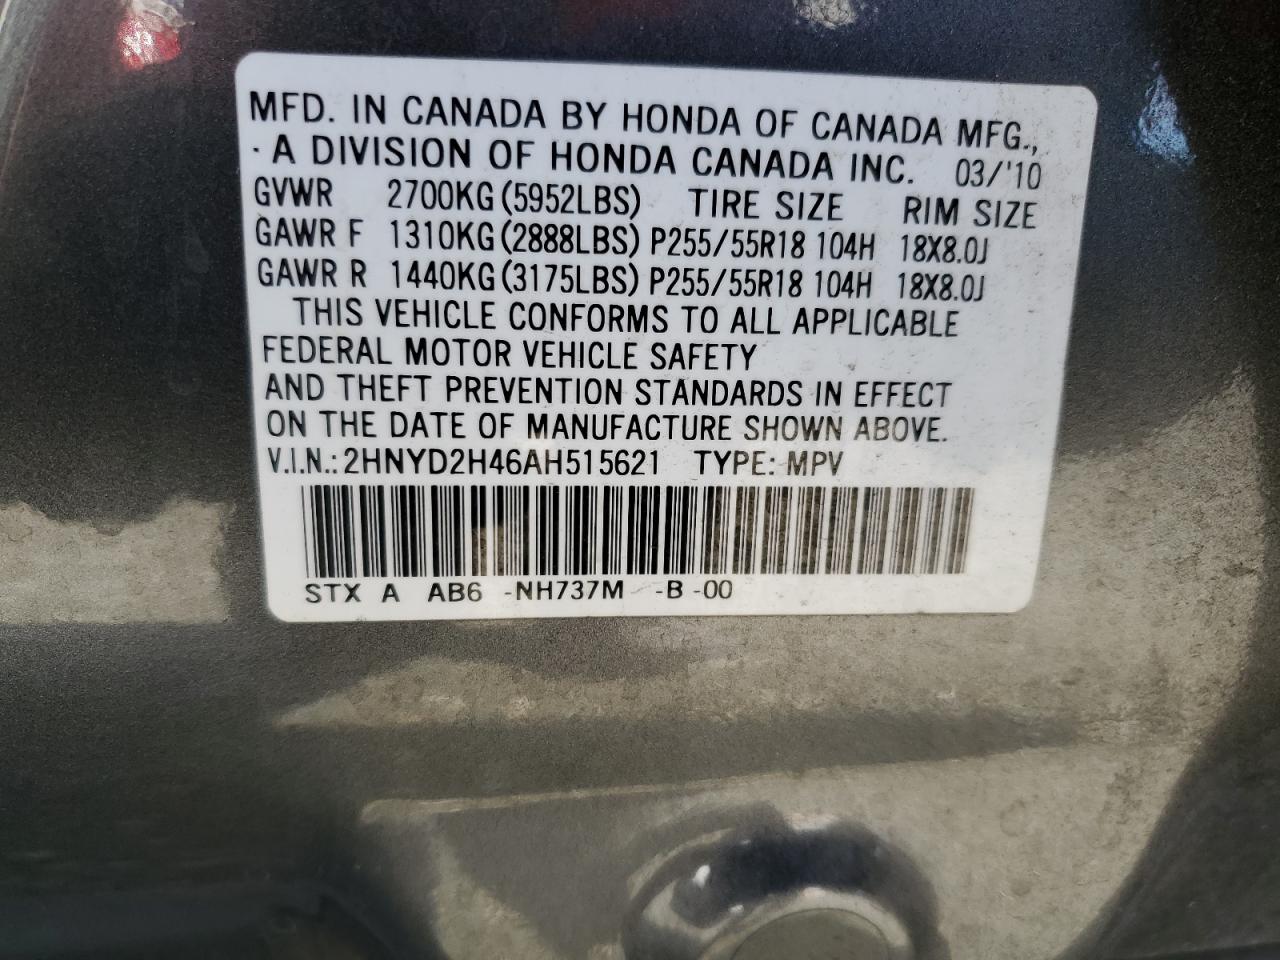 MFD. IN CANADA BY HONDA OF CANADA MFG.,
· A DIVISION OF HONDA CANADA INC. 03/'10
GVWR 2700KG (5952LBS) TIRE SIZE RIM SIZE
GAWR F 1310KG (2888LBS) P255/55R18 104H 18X8.0J
GAWR R 1440KG (3175LBS) P255/55R18 104H 18X8.0J
THIS VEHICLE CONFORMS TO ALL APPLICABLE
FEDERAL MOTOR VEHICLE SAFETY
AND THEFT PREVENTION STANDARDS IN EFFECT
ON THE DATE OF MANUFACTURE SHOWN ABOVE.
V.I.N.: 2HNYD2H46AH515621 TYPE: MPV
STX A AB6 -NH737M -B -00